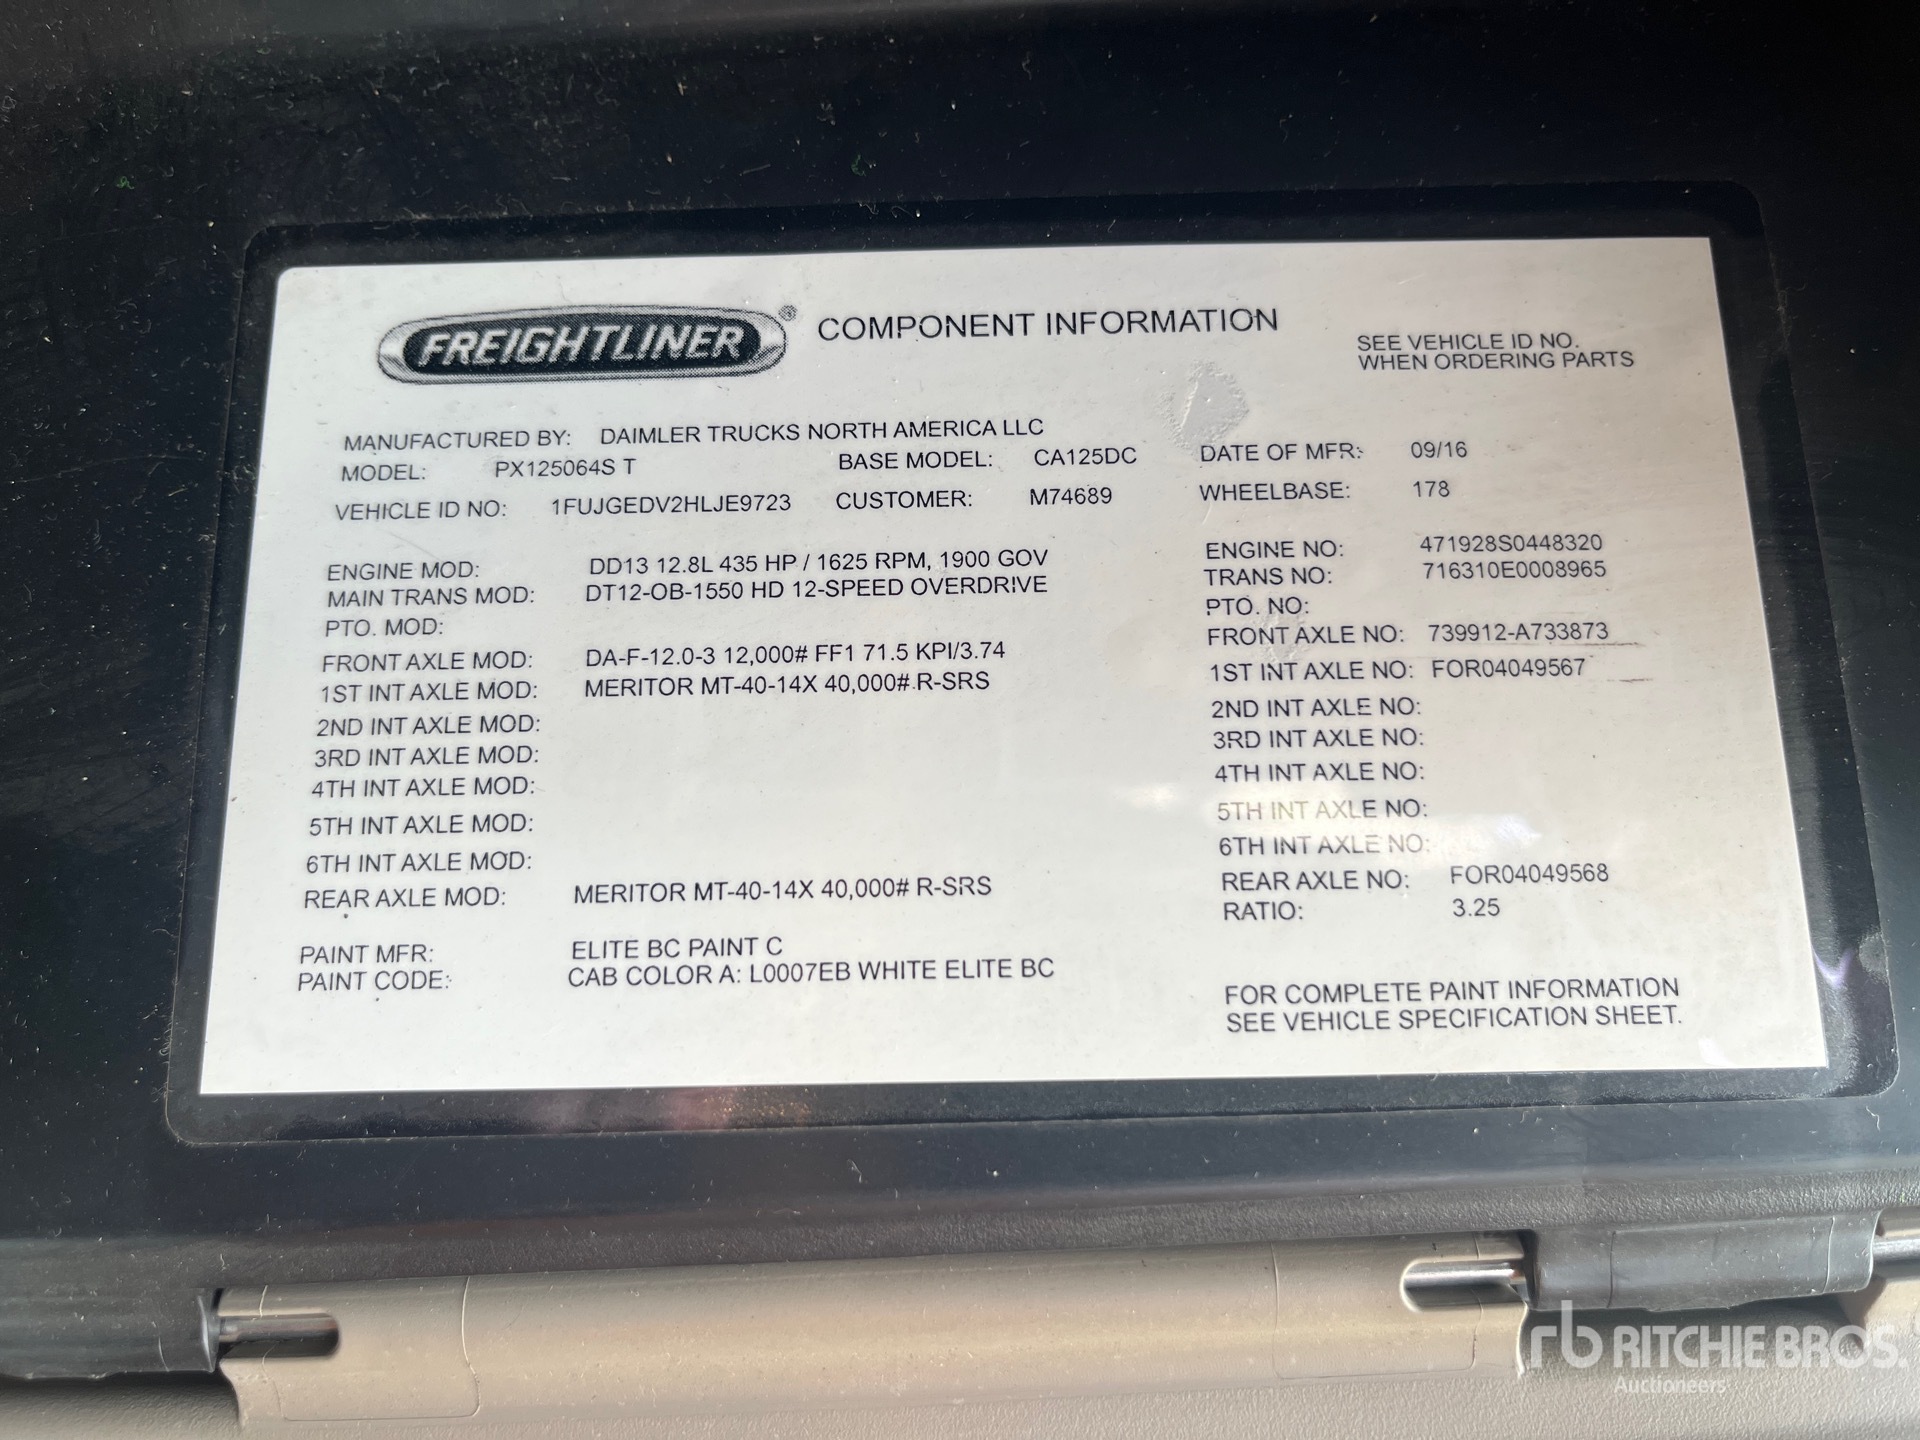 FREIGHTLINER® COMPONENT INFORMATION
SEE VEHICLE ID NO.
WHEN ORDERING PARTS
MANUFACTURED BY: DAIMLER TRUCKS NORTH AMERICA LLC
MODEL: PX125064S T BASE MODEL: CA125DC DATE OF MFR: 09/16
VEHICLE ID NO: 1FUJGEDV2HLJE9723 CUSTOMER: M74689 WHEELBASE: 178
ENGINE MOD: DD13 12.8L 435 HP / 1625 RPM, 1900 GOV ENGINE NO: 471928S0448320
MAIN TRANS MOD: DT12-OB-1550 HD 12-SPEED OVERDRIVE TRANS NO: 716310E0008965
PTO. MOD: PTO. NO:
FRONT AXLE MOD: DA-F-12.0-3 12,000# FF1 71.5 KPI/3.74 FRONT AXLE NO: 739912-A733873
1ST INT AXLE MOD: MERITOR MT-40-14X 40,000# R-SRS 1ST INT AXLE NO: FOR04049567
2ND INT AXLE MOD: 2ND INT AXLE NO:
3RD INT AXLE MOD: 3RD INT AXLE NO:
4TH INT AXLE MOD: 4TH INT AXLE NO:
5TH INT AXLE MOD: 5TH INT AXLE NO:
6TH INT AXLE MOD: 6TH INT AXLE NO:
REAR AXLE MOD: MERITOR MT-40-14X 40,000# R-SRS REAR AXLE NO: FOR04049568
RATIO: 3.25
PAINT MFR: ELITE BC PAINT C
PAINT CODE: CAB COLOR A: L0007EB WHITE ELITE BC
FOR COMPLETE PAINT INFORMATION
SEE VEHICLE SPECIFICATION SHEET.
rb RITCHIE BROS.
Auctioneers